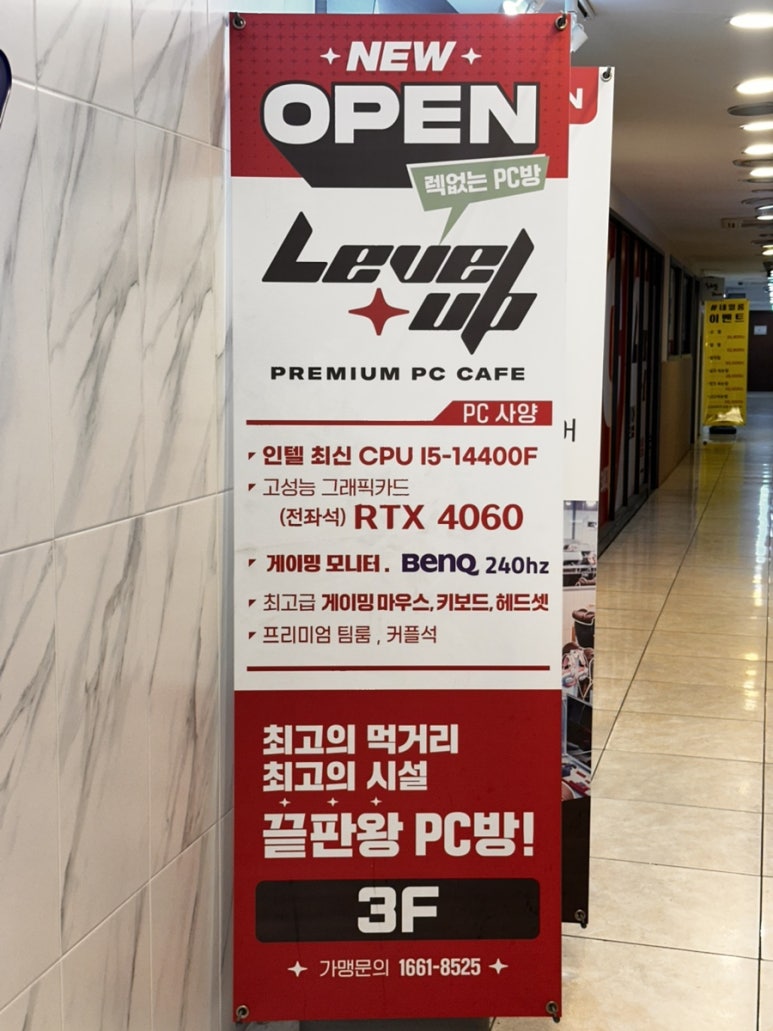 NEW
OPEN
렉없는 PC방
Level
up
PREMIUM PC CAFE
PC 사양
인텔 최신 CPU I5-14400F
고성능 그래픽카드
(전좌석) RTX 4060
게이밍 모니터. BenQ 240hz
최고급 게이밍 마우스, 키보드, 헤드셋
프리미엄 팀룸, 커플석
최고의 먹거리
최고의 시설
끝판왕 PC방!
3F
가맹문의 1661-8525
N
이벤트